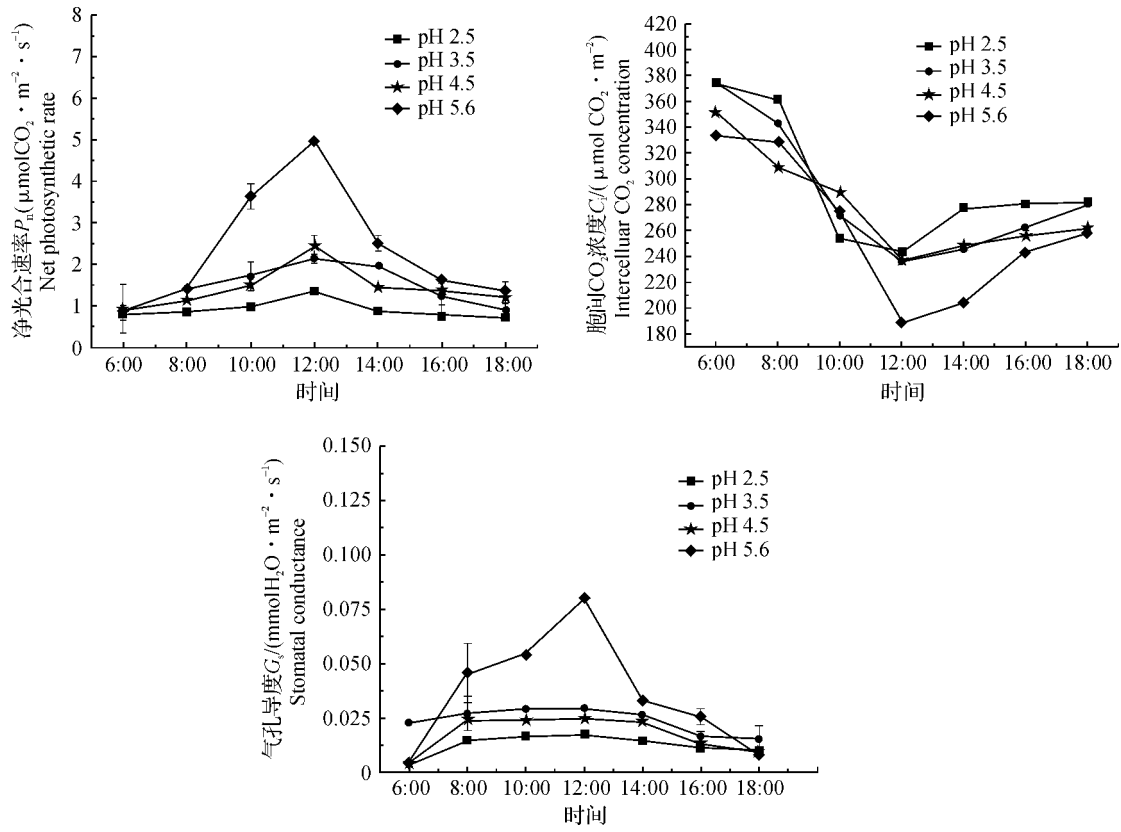 净光合速率Pn(μmolCO2・m−2・s−1)
Net photosynthetic rate
8
7
6
5
4
3
2
1
0
pH 2.5
pH 3.5
pH 4.5
pH 5.6
6:00 8:00 10:00 12:00 14:00 16:00 18:00
时间
胞间CO2浓度Ci/(μmol CO2・m−2)
Intercelluar CO2 concentration
420
400
380
360
340
320
300
280
260
240
220
200
180
pH 2.5
pH 3.5
pH 4.5
pH 5.6
6:00 8:00 10:00 12:00 14:00 16:00 18:00
时间
气孔导度Gs/(mmolH2O・m−2・s−1)
Stomatal conductance
0.150
0.125
0.100
0.075
0.050
0.025
0
pH 2.5
pH 3.5
pH 4.5
pH 5.6
6:00 8:00 10:00 12:00 14:00 16:00 18:00
时间